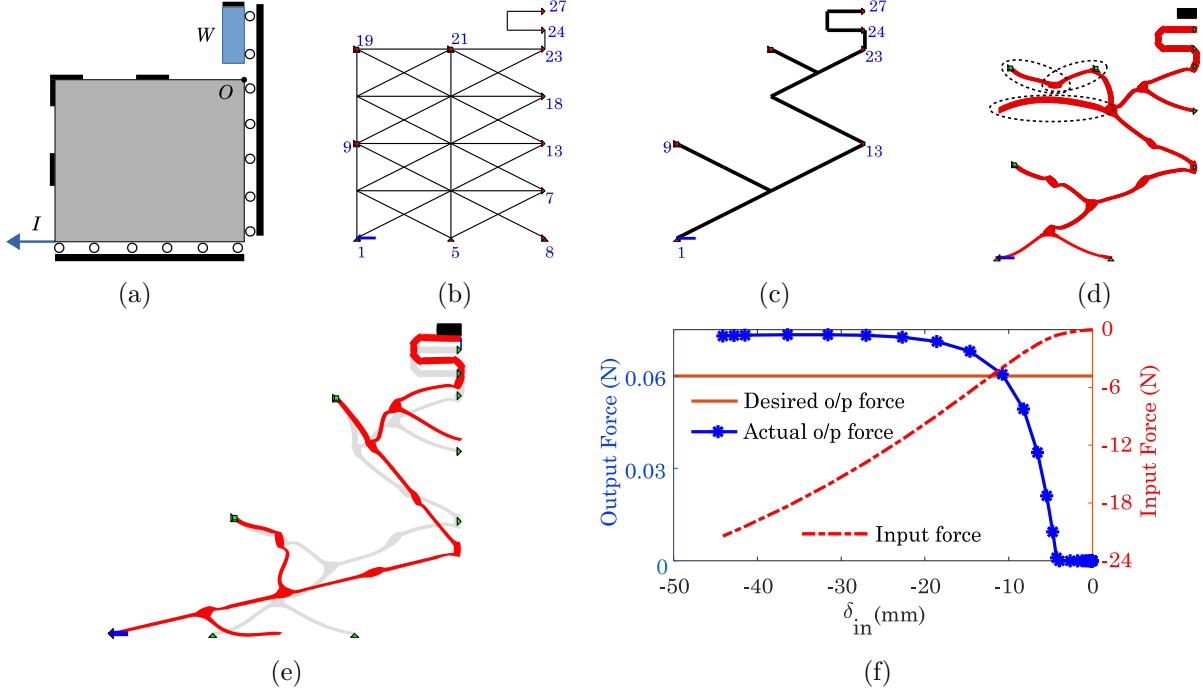 W
O
I
(a)
27
24
19
21
23
18
9
13
7
1
5
8
(b)
27
24
23
9
13
1
(c)
(d)
(e)
Output Force (N)
0.06
0.03
0
Desired o/p force
Actual o/p force
Input force
0
-6
-12
-18
-24
Input Force (N)
-50
-40
-30
-20
-10
0
δin(mm)
(f)